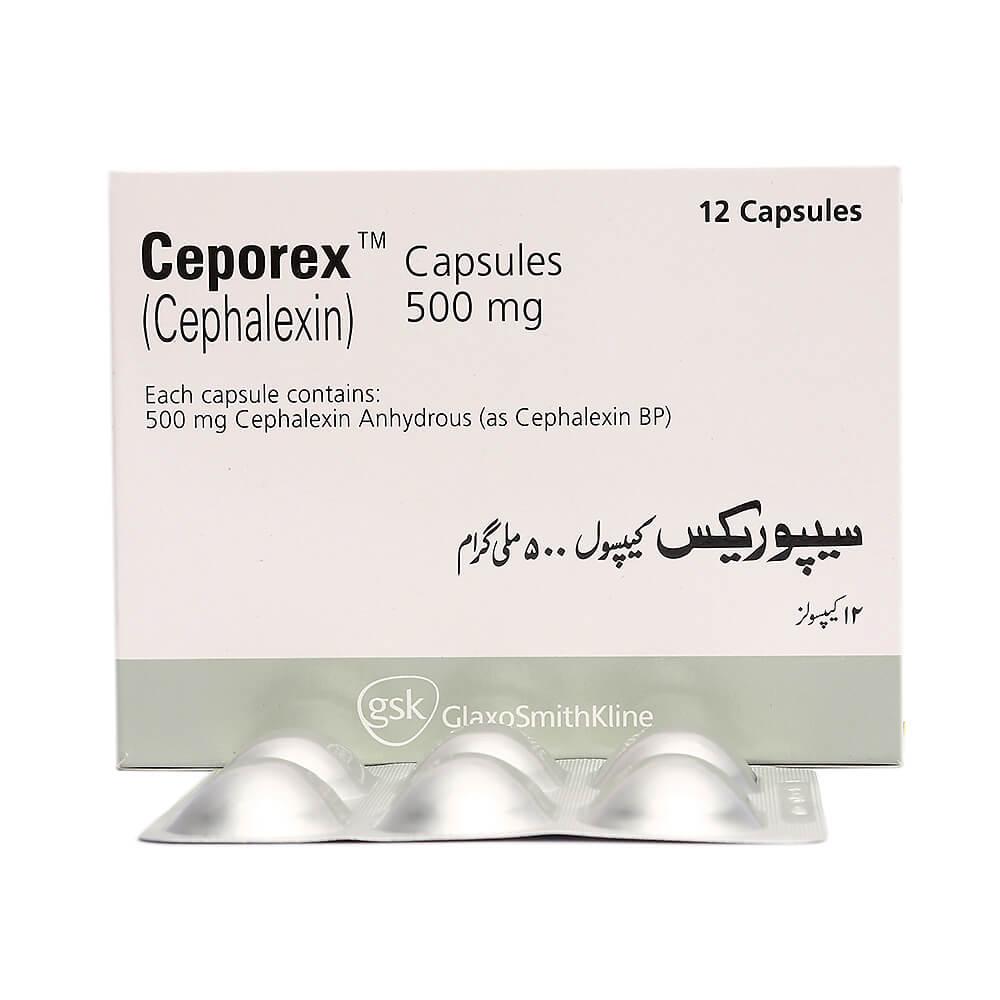 12 Capsules
Ceporex™ Capsules
(Cephalexin) 500 mg
Each capsule contains:
500 mg Cephalexin Anhydrous (as Cephalexin BP)
سیپوریکس کیپسول ۵۰۰ ملی گرام
۱۲ کیپسولز
gsk GlaxoSmithKline